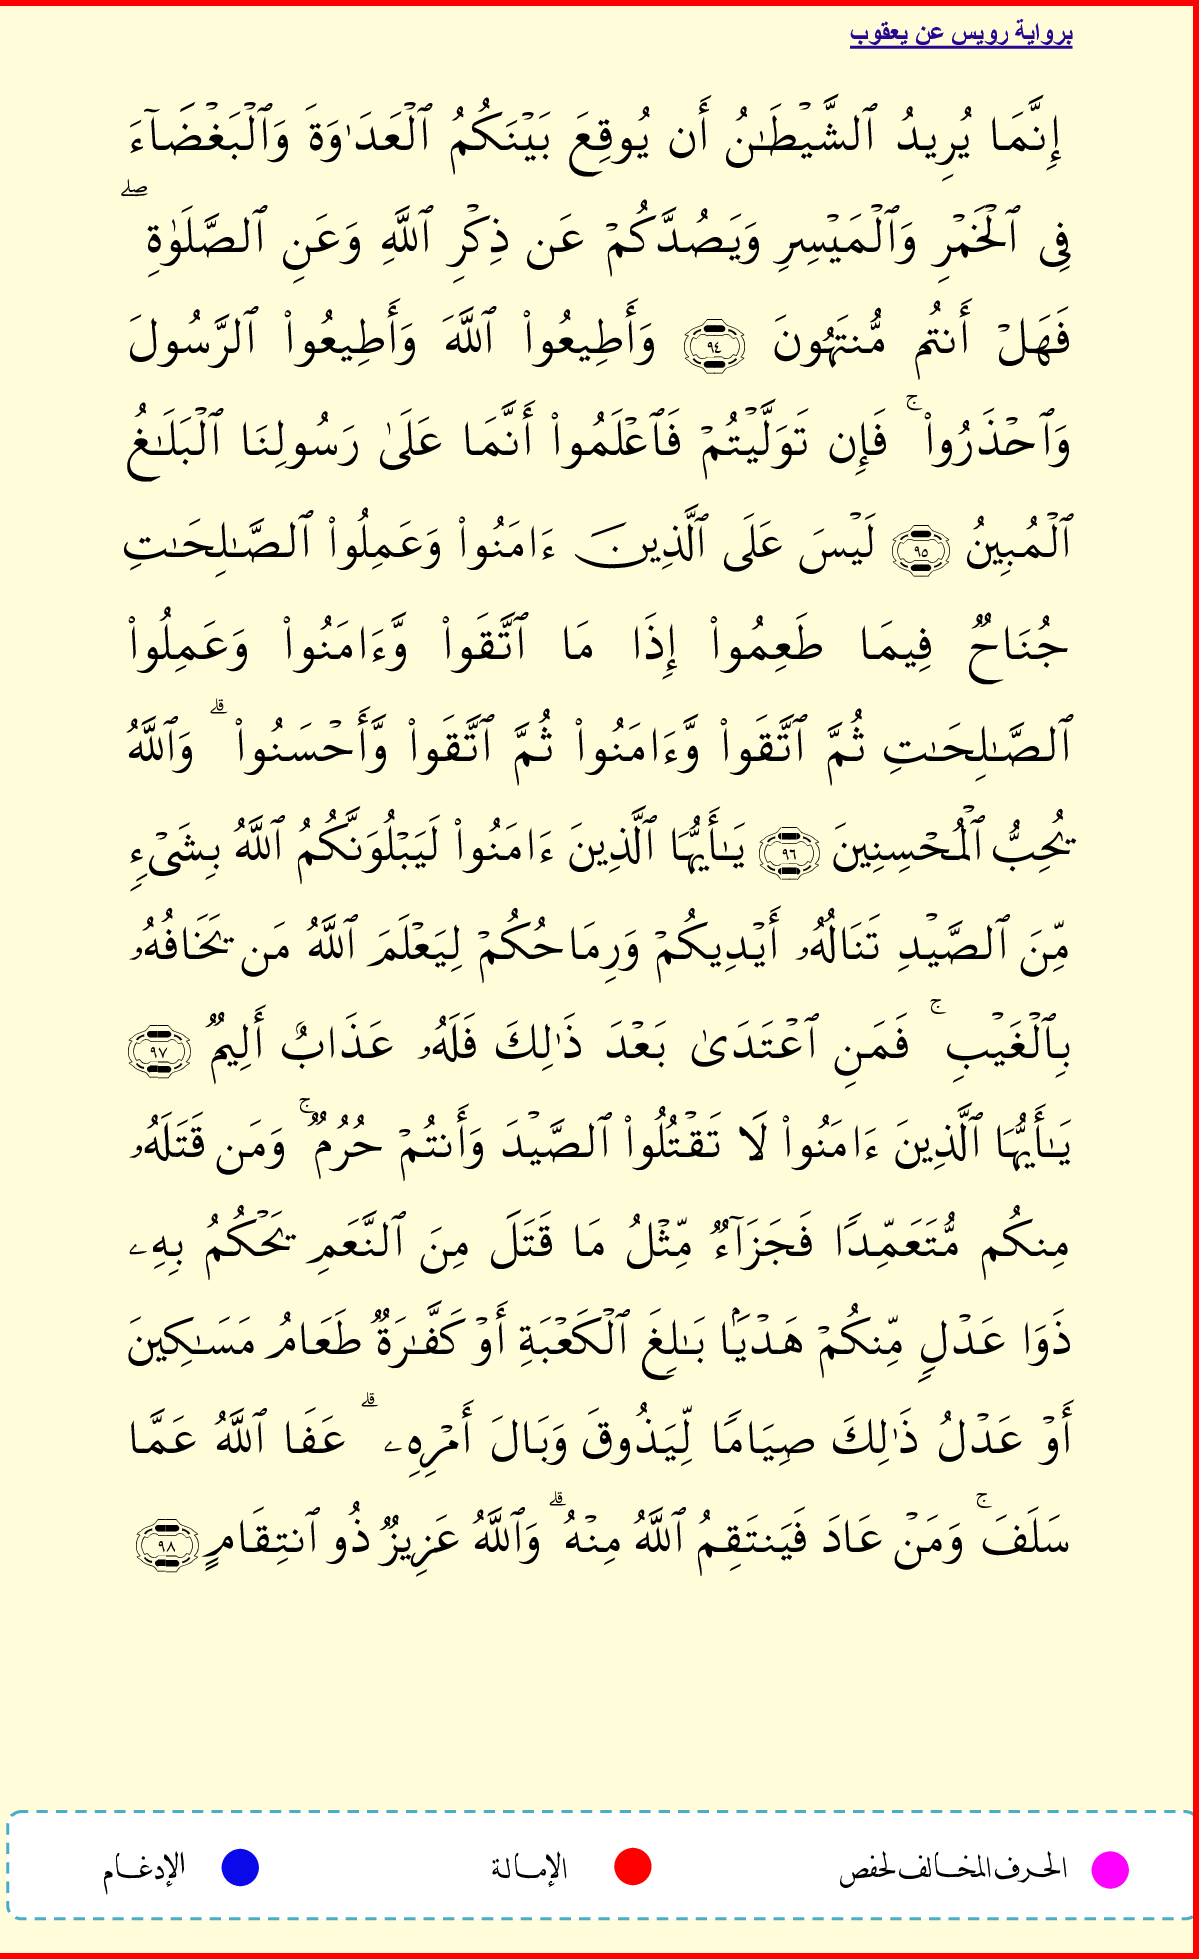 برواية رويس عن يعقوب
إِنَّمَا يُرِيدُ ٱلشَّيْطَٰنُ أَن يُوقِعَ بَيْنَكُمُ ٱلْعَدَٰوَةَ وَٱلْبَغْضَآءَ
فِى ٱلْخَمْرِ وَٱلْمَيْسِرِ وَيَصُدَّكُمْ عَن ذِكْرِ ٱللَّهِ وَعَنِ ٱلصَّلَوٰةِ ۖ
فَهَلْ أَنتُم مُّنتَهُونَ ٩٤ وَأَطِيعُوا۟ ٱللَّهَ وَأَطِيعُوا۟ ٱلرَّسُولَ
وَٱحْذَرُوا۟ ۚ فَإِن تَوَلَّيْتُمْ فَٱعْلَمُوا۟ أَنَّمَا عَلَىٰ رَسُولِنَا ٱلْبَلَٰغُ
ٱلْمُبِينُ ٩٥ لَيْسَ عَلَى ٱلَّذِينَ ءَامَنُوا۟ وَعَمِلُوا۟ ٱلصَّٰلِحَٰتِ
جُنَاحٌ فِيمَا طَعِمُوا۟ إِذَا مَا ٱتَّقَوا۟ وَّءَامَنُوا۟ وَعَمِلُوا۟
ٱلصَّٰلِحَٰتِ ثُمَّ ٱتَّقَوا۟ وَّءَامَنُوا۟ ثُمَّ ٱتَّقَوا۟ وَّأَحْسَنُوا۟ ۗ وَٱللَّهُ
يُحِبُّ ٱلْمُحْسِنِينَ ٩٦ يَٰٓأَيُّهَا ٱلَّذِينَ ءَامَنُوا۟ لَيَبْلُوَنَّكُمُ ٱللَّهُ بِشَىْءٍ
مِّنَ ٱلصَّيْدِ تَنَالُهُۥ أَيْدِيكُمْ وَرِمَاحُكُمْ لِيَعْلَمَ ٱللَّهُ مَن يَخَافُهُۥ
بِٱلْغَيْبِ ۚ فَمَنِ ٱعْتَدَىٰ بَعْدَ ذَٰلِكَ فَلَهُۥ عَذَابٌ أَلِيمٌ ٩٧
يَٰٓأَيُّهَا ٱلَّذِينَ ءَامَنُوا۟ لَا تَقْتُلُوا۟ ٱلصَّيْدَ وَأَنتُمْ حُرُمٌ ۚ وَمَن قَتَلَهُۥ
مِنكُم مُّتَعَمِّدًا فَجَزَآءٌ مِّثْلُ مَا قَتَلَ مِنَ ٱلنَّعَمِ يَحْكُمُ بِهِۦ
ذَوَا عَدْلٍ مِّنكُمْ هَدْيًۢا بَٰلِغَ ٱلْكَعْبَةِ أَوْ كَفَّٰرَةٌ طَعَامُ مَسَٰكِينَ
أَوْ عَدْلُ ذَٰلِكَ صِيَامًا لِّيَذُوقَ وَبَالَ أَمْرِهِۦ ۗ عَفَا ٱللَّهُ عَمَّا
سَلَفَ ۚ وَمَنْ عَادَ فَيَنتَقِمُ ٱللَّهُ مِنْهُ ۗ وَٱللَّهُ عَزِيزٌ ذُو ٱنتِقَامٍ ٩٨
الحرف المخالف لحفص الإمالة الإدغام